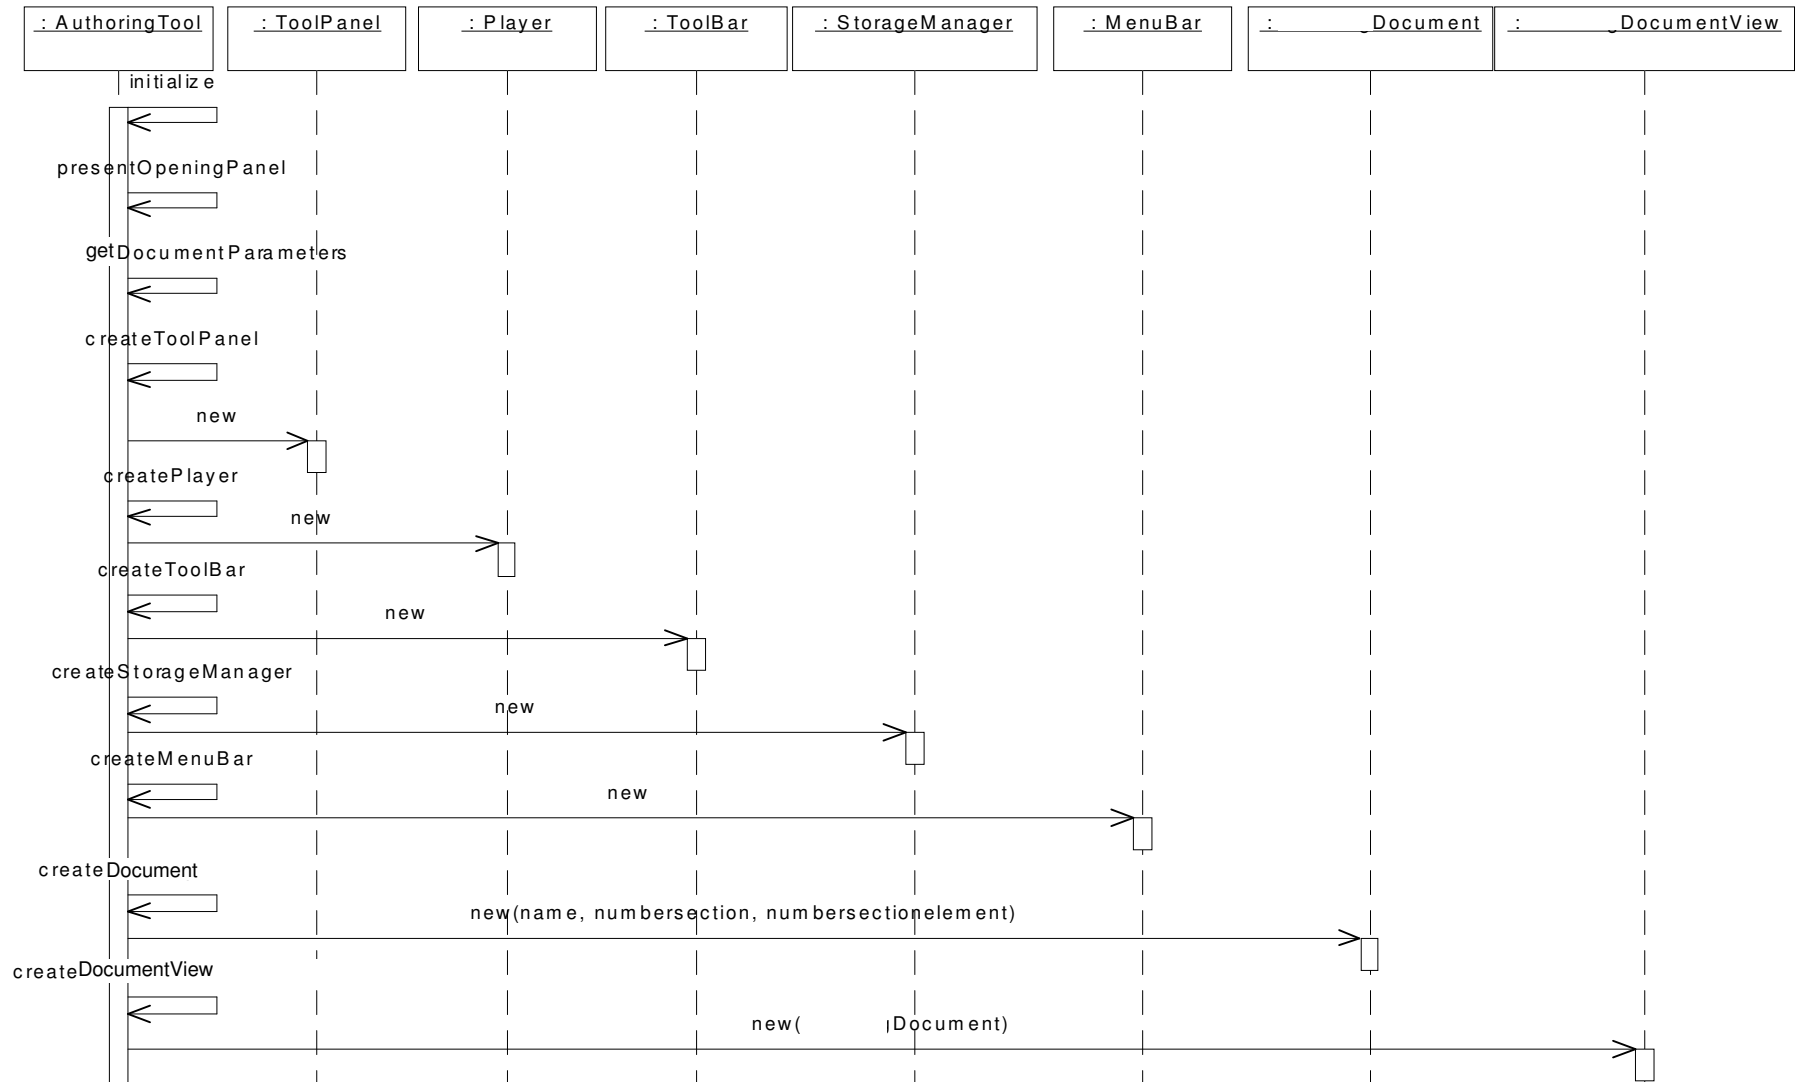 : AuthoringTool : ToolPanel : Player : ToolBar : StorageManager : MenuBar : Document : DocumentView
initialize
presentOpeningPanel
getDocumentParameters
createToolPanel
new
createPlayer
new
createToolBar
new
createStorageManager
new
createMenuBar
new
createDocument
new(name, numbersection, numbersectionelement)
createDocumentView
new( Document)